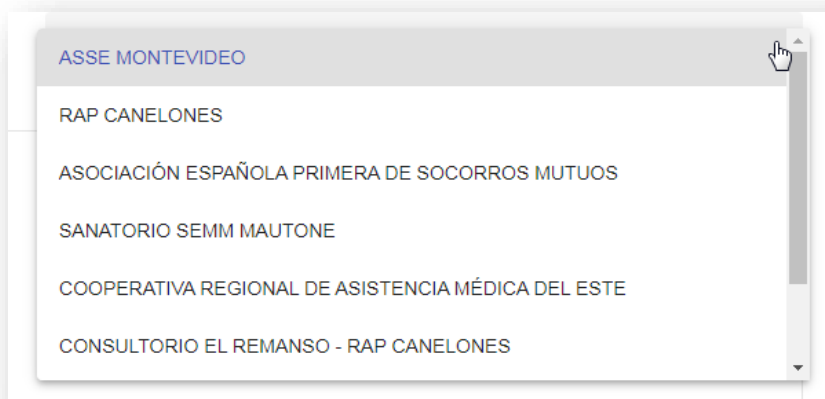 ASSE MONTEVIDEO
RAP CANELONES
ASOCIACIÓN ESPAÑOLA PRIMERA DE SOCORROS MUTUOS
SANATORIO SEMM MAUTONE
COOPERATIVA REGIONAL DE ASISTENCIA MÉDICA DEL ESTE
CONSULTORIO EL REMANSO - RAP CANELONES